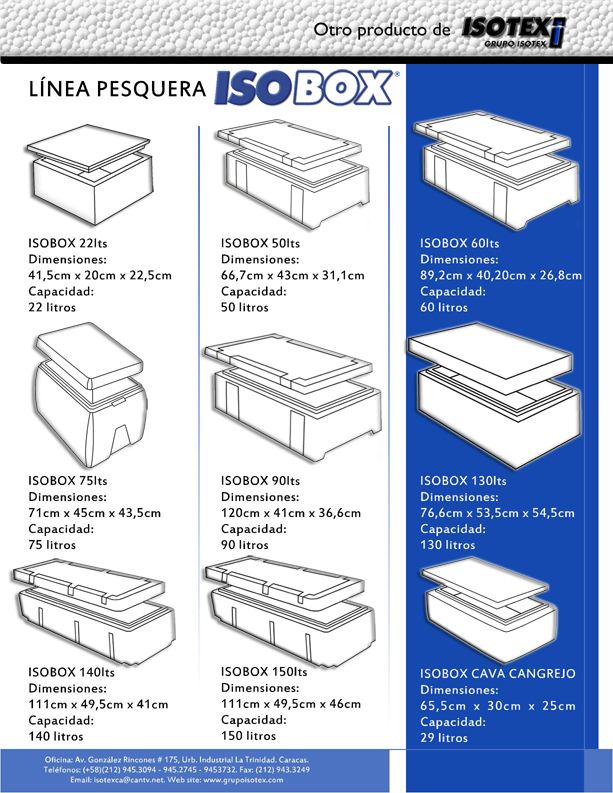 Otro producto de ISOTEX
GRUPO ISOTEX
LÍNEA PESQUERA ISOBOX®
ISOBOX 22lts
Dimensiones:
41,5cm x 20cm x 22,5cm
Capacidad:
22 litros
ISOBOX 50lts
Dimensiones:
66,7cm x 43cm x 31,1cm
Capacidad:
50 litros
ISOBOX 60lts
Dimensiones:
89,2cm x 40,20cm x 26,8cm
Capacidad:
60 litros
ISOBOX 75lts
Dimensiones:
71cm x 45cm x 43,5cm
Capacidad:
75 litros
ISOBOX 90lts
Dimensiones:
120cm x 41cm x 36,6cm
Capacidad:
90 litros
ISOBOX 130lts
Dimensiones:
76,6cm x 53,5cm x 54,5cm
Capacidad:
130 litros
ISOBOX 140lts
Dimensiones:
111cm x 49,5cm x 41cm
Capacidad:
140 litros
ISOBOX 150lts
Dimensiones:
111cm x 49,5cm x 46cm
Capacidad:
150 litros
ISOBOX CAVA CANGREJO
Dimensiones:
65,5cm x 30cm x 25cm
Capacidad:
29 litros
Oficina: Av. González Rincones # 175, Urb. Industrial La Trinidad. Caracas.
Teléfonos: (+58)(212) 945.3094 - 945.2745 - 9453732. Fax: (212) 943.3249
Email: isotexca@cantv.net. Web site: www.grupoisotex.com